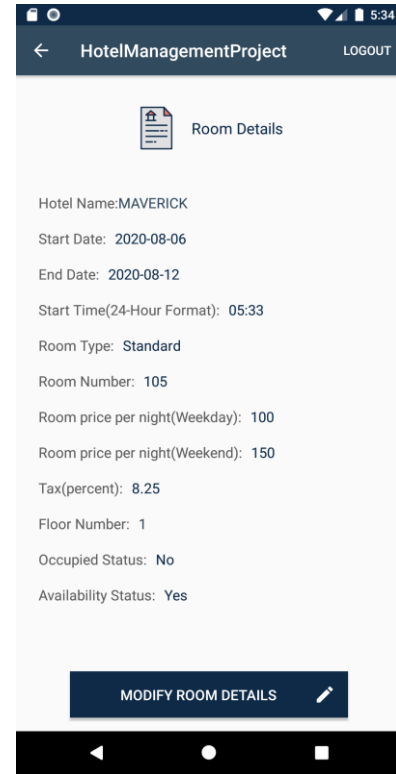 5:34
HotelManagementProject LOGOUT
Room Details
Hotel Name:MAVERICK
Start Date: 2020-08-06
End Date: 2020-08-12
Start Time(24-Hour Format): 05:33
Room Type: Standard
Room Number: 105
Room price per night(Weekday): 100
Room price per night(Weekend): 150
Tax(percent): 8.25
Floor Number: 1
Occupied Status: No
Availability Status: Yes
MODIFY ROOM DETAILS